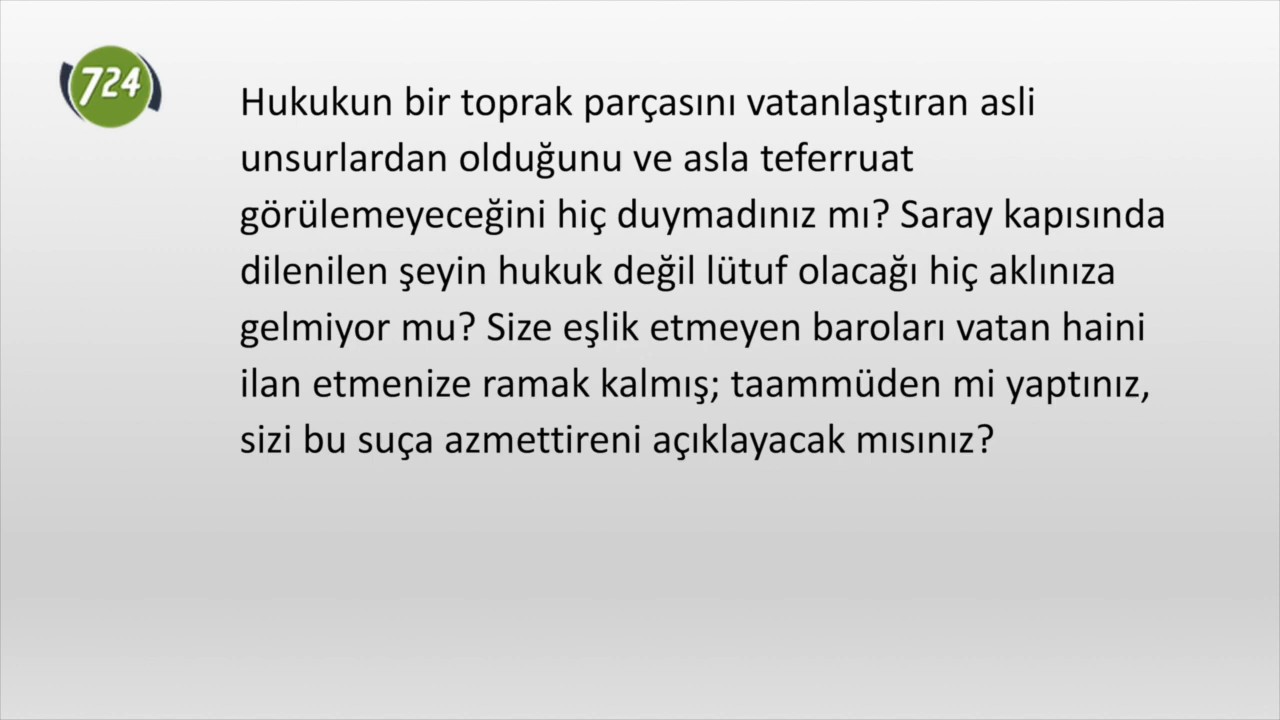 724
Hukukun bir toprak parçasını vatanlaştıran asli
unsurlardan olduğunu ve asla teferruat
görülemeyeceğini hiç duymadınız mı? Saray kapısında
dilenilen şeyin hukuk değil lütuf olacağı hiç aklınıza
gelmiyor mu? Size eşlik etmeyen baroları vatan haini
ilan etmenize ramak kalmış; taammüden mi yaptınız,
sizi bu suça azmettireni açıklayacak mısınız?